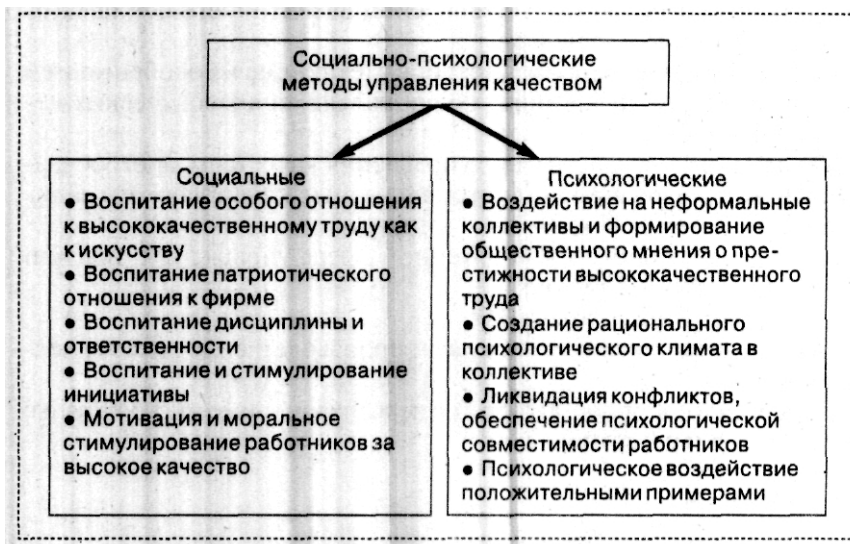 Социально-психологические
методы управления качеством
Социальные
● Воспитание особого отношения
к высококачественному труду как
к искусству
● Воспитание патриотического
отношения к фирме
● Воспитание дисциплины и
ответственности
● Воспитание и стимулирование
инициативы
● Мотивация и моральное
стимулирование работников за
высокое качество
Психологические
● Воздействие на неформальные
коллективы и формирование
общественного мнения о пре-
стижности высококачественного
труда
● Создание рационального
психологического климата в
коллективе
● Ликвидация конфликтов,
обеспечение психологической
совместимости работников
● Психологическое воздействие
положительными примерами